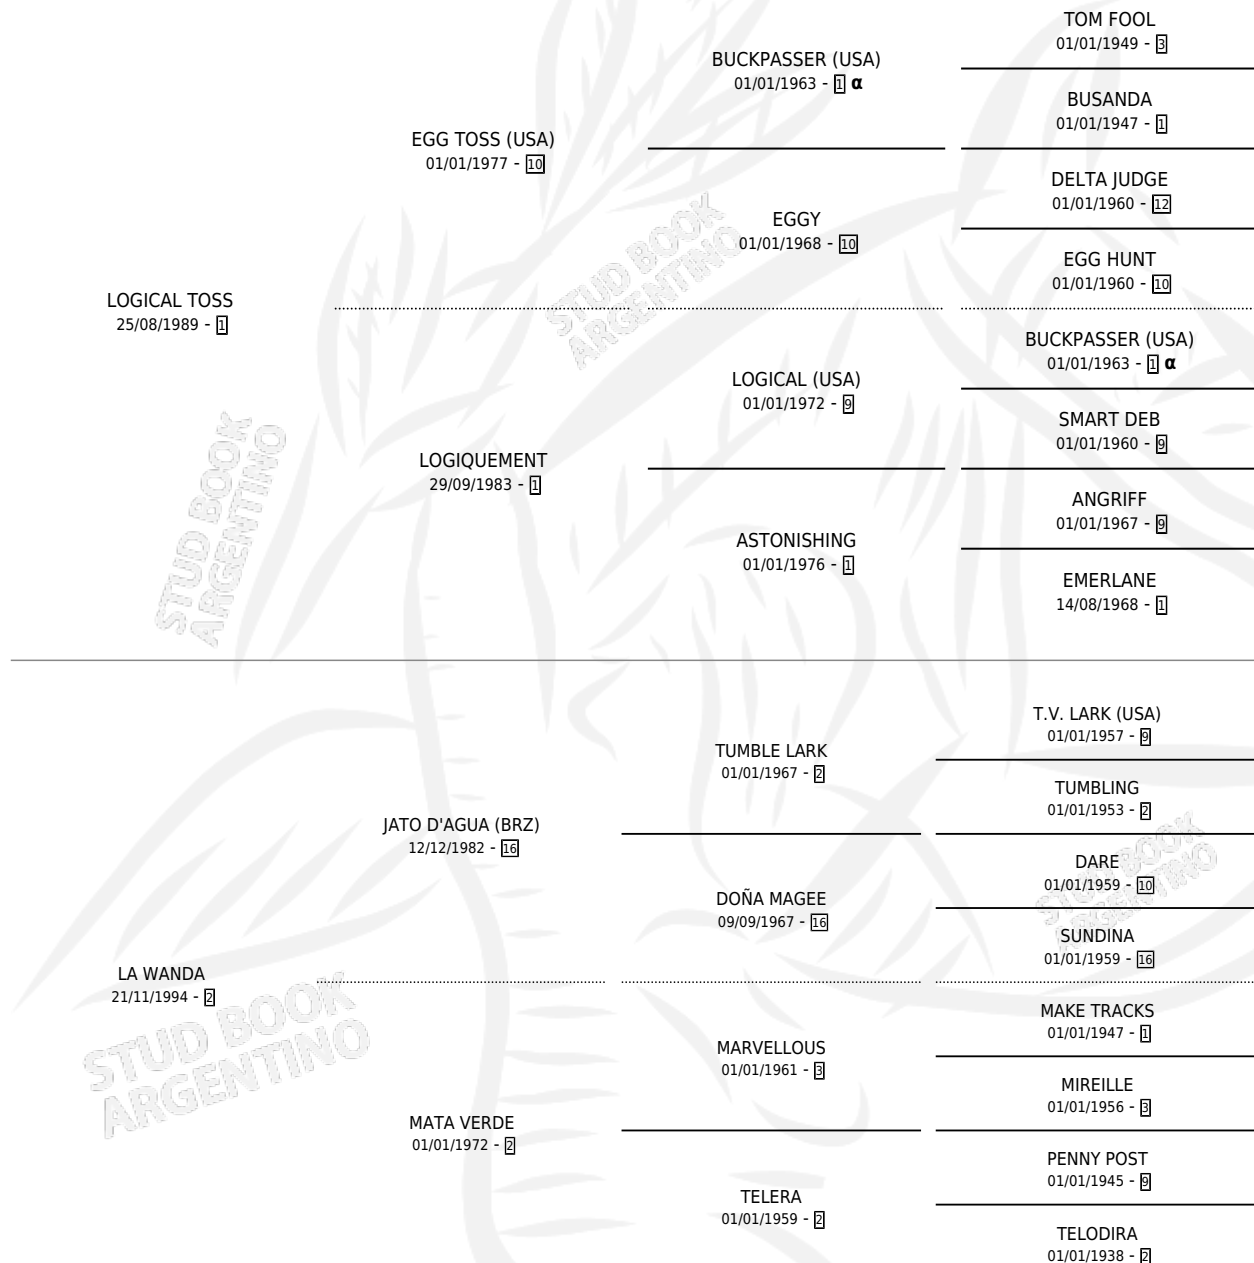 TOM FOOL
01/01/1949 - 3
BUCKPASSER (USA)
01/01/1963 - 1 α
BUSANDA
01/01/1947 - 1
EGG TOSS (USA)
01/01/1977 - 10
DELTA JUDGE
01/01/1960 - 12
EGGY
01/01/1968 - 10
EGG HUNT
01/01/1960 - 10
LOGICAL TOSS
25/08/1989 - 1
BUCKPASSER (USA)
01/01/1963 - 1 α
LOGICAL (USA)
01/01/1972 - 9
SMART DEB
01/01/1960 - 9
LOGIQUEMENT
29/09/1983 - 1
ANGRIFF
01/01/1967 - 9
ASTONISHING
01/01/1976 - 1
EMERLANE
14/08/1968 - 1
T.V. LARK (USA)
01/01/1957 - 9
TUMBLE LARK
01/01/1967 - 2
TUMBLING
01/01/1953 - 2
JATO D'AGUA (BRZ)
12/12/1982 - 16
DARE
01/01/1959 - 10
DOÑA MAGEE
09/09/1967 - 16
SUNDINA
01/01/1959 - 16
LA WANDA
21/11/1994 - 2
MAKE TRACKS
01/01/1947 - 1
MARVELLOUS
01/01/1961 - 3
MIREILLE
01/01/1956 - 3
MATA VERDE
01/01/1972 - 2
PENNY POST
01/01/1945 - 9
TELERA
01/01/1959 - 2
TELODIRA
01/01/1938 - 2
STUD BOOK
ARGENTINO
STUD BOOK
ARGENTINO
STUD BOOK
ARGENTINO
STUD BOOK
ARGENTINO